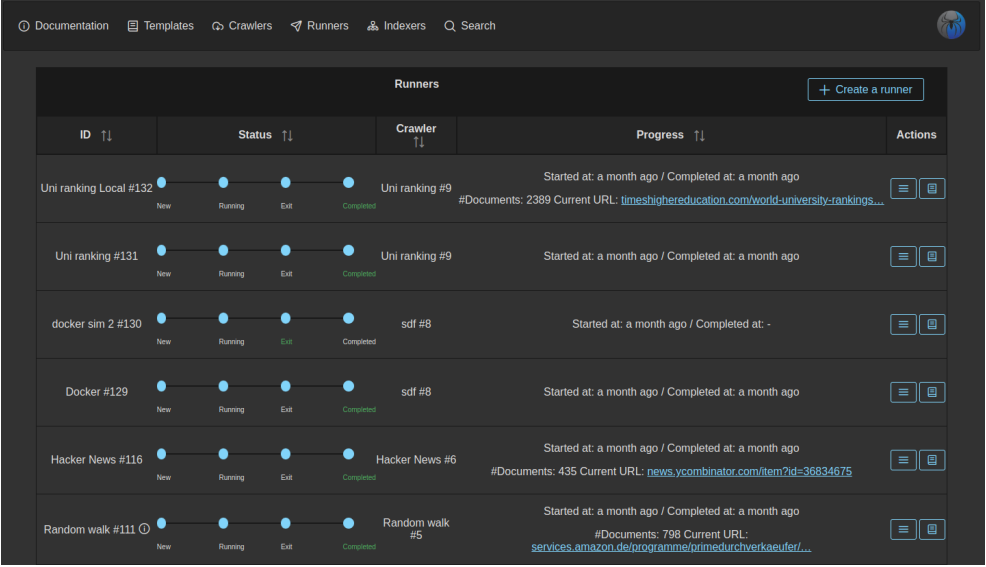 Documentation Templates Crawlers Runners Indexers Search
Runners
Create a runner
ID Status Crawler Progress Actions
Uni ranking Local #132
New Running Exit Completed
Uni ranking #9
Started at: a month ago / Completed at: a month ago
#Documents: 2389 Current URL: timeshighereducation.com/world-university-rankings…
Uni ranking #131
New Running Exit Completed
Uni ranking #9
Started at: a month ago / Completed at: a month ago
docker sim 2 #130
New Running Exit Completed
sdf #8
Started at: a month ago / Completed at: -
Docker #129
New Running Exit Completed
sdf #8
Started at: a month ago / Completed at: a month ago
Hacker News #116
New Running Exit Completed
Hacker News #6
Started at: a month ago / Completed at: a month ago
#Documents: 435 Current URL: news.ycombinator.com/item?id=36834675
Random walk #111
New Running Exit Completed
Random walk
#5
Started at: a month ago / Completed at: a month ago
#Documents: 798 Current URL:
services.amazon.de/programme/primedurchverkaeufer/…